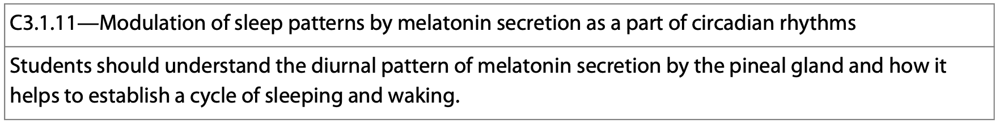 C3.1.11—Modulation of sleep patterns by melatonin secretion as a part of circadian rhythms
Students should understand the diurnal pattern of melatonin secretion by the pineal gland and how it
helps to establish a cycle of sleeping and waking.